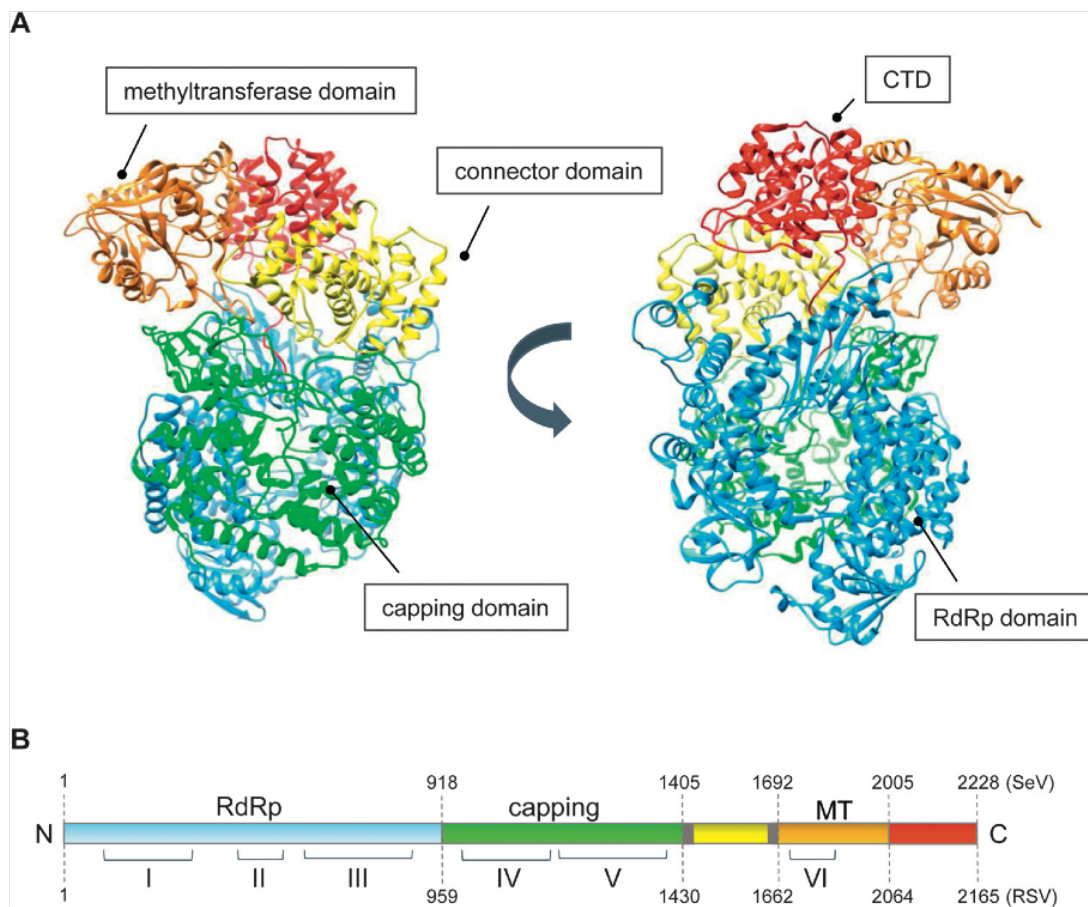 A
methyltransferase domain
CTD
connector domain
capping domain
RdRp domain
B
1 918 1405 1692 2005 2228 (SeV)
RdRp capping MT
N C
I II III IV V VI
1 959 1430 1662 2064 2165 (RSV)